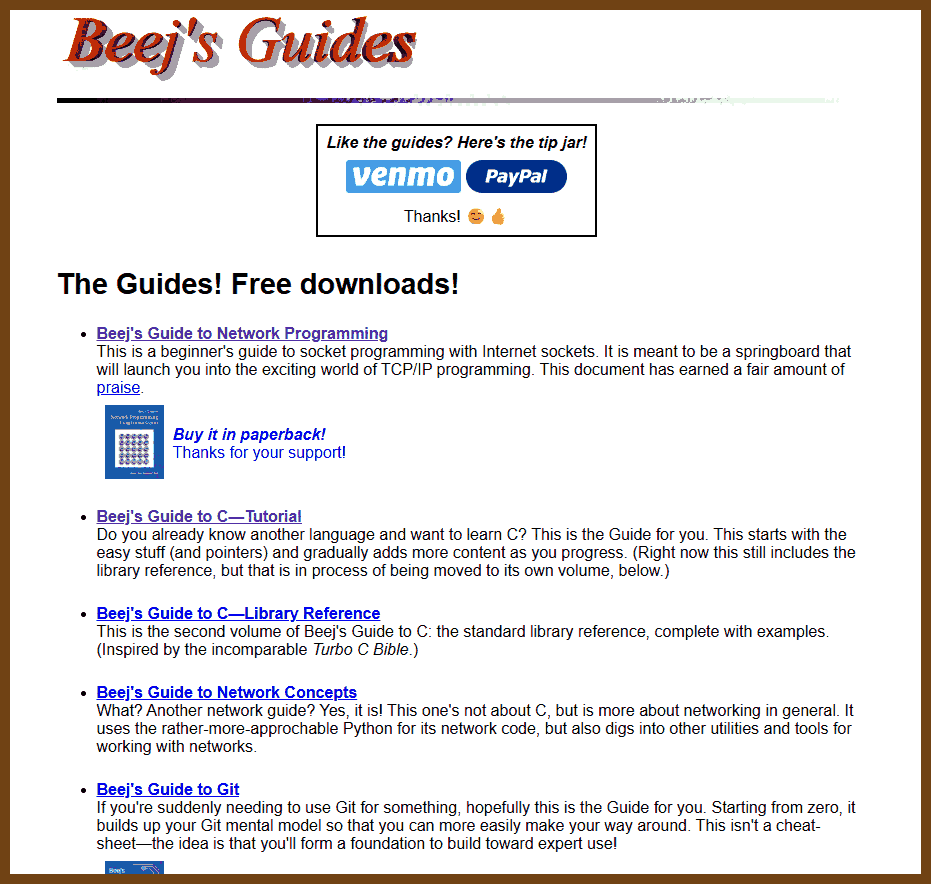 Beej's Guides
Like the guides? Here's the tip jar!
venmo PayPal
Thanks! 😊 👍
The Guides! Free downloads!
• Beej's Guide to Network Programming
This is a beginner's guide to socket programming with Internet sockets. It is meant to be a springboard that
will launch you into the exciting world of TCP/IP programming. This document has earned a fair amount of
praise.
Buy it in paperback!
Thanks for your support!
• Beej's Guide to C—Tutorial
Do you already know another language and want to learn C? This is the Guide for you. This starts with the
easy stuff (and pointers) and gradually adds more content as you progress. (Right now this still includes the
library reference, but that is in process of being moved to its own volume, below.)
• Beej's Guide to C—Library Reference
This is the second volume of Beej's Guide to C: the standard library reference, complete with examples.
(Inspired by the incomparable Turbo C Bible.)
• Beej's Guide to Network Concepts
What? Another network guide? Yes, it is! This one's not about C, but is more about networking in general. It
uses the rather-more-approchable Python for its network code, but also digs into other utilities and tools for
working with networks.
• Beej's Guide to Git
If you're suddenly needing to use Git for something, hopefully this is the Guide for you. Starting from zero, it
builds up your Git mental model so that you can more easily make your way around. This isn't a cheat-
sheet—the idea is that you'll form a foundation to build toward expert use!
Beej's